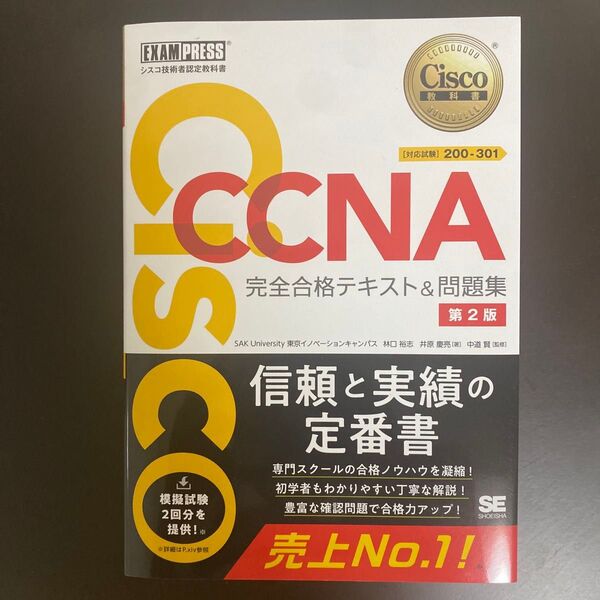 EXAMPRESS®
シスコ技術者認定教科書
Cisco
教科書
®
[対応試験] 200-301
Cisco
CCNA
完全合格テキスト&問題集
第2版
SAK University 東京イノベーションキャンパス 林口 裕志 井原 慶亮[著] 中道 賢[監修]
信頼と実績の
定番書
専門スクールの合格ノウハウを凝縮!
初学者もわかりやすい丁寧な解説!
豊富な確認問題で合格力アップ!
模擬試験
2回分を
提供!※
※詳細はP.xiv参照
SE
SHOEISHA
売上No.1!